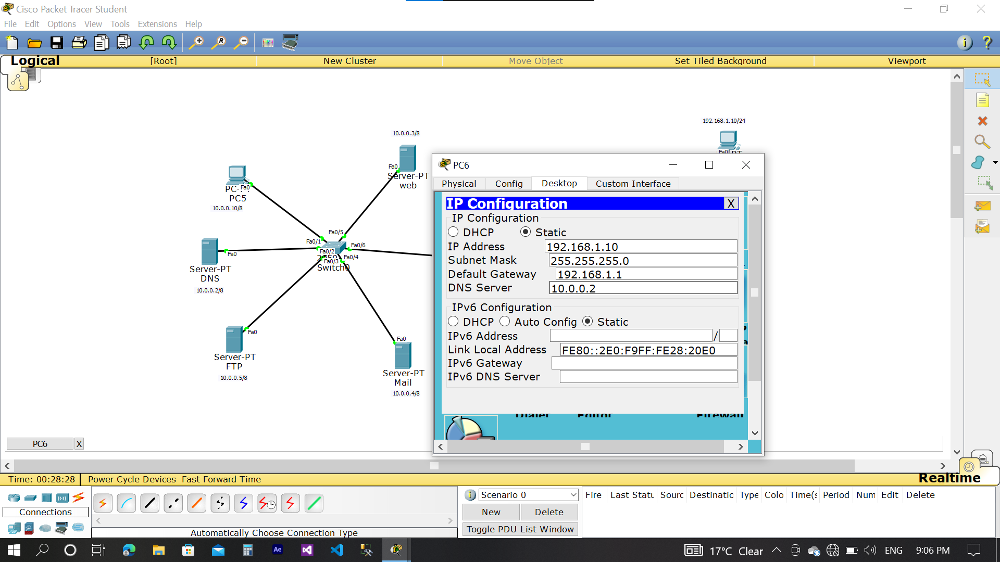 Cisco Packet Tracer Student
File Edit Options View Tools Extensions Help
Logical [Root] New Cluster Move Object Set Tiled Background Viewport
192.168.1.10/24
Fa0
10.0.0.3/8
Fa0
Server-PT
web
Fa0
PC5
10.0.0.10/8
Fa0/5
Fa0/1
Fa0/6
Fa0/2
Fa0/4
Fa0/3
Switch0
Fa0
Server-PT
DNS
10.0.0.2/8
Fa0
Server-PT
FTP
10.0.0.5/8
Fa0
Server-PT
Mail
10.0.0.4/8
PC6
Physical Config Desktop Custom Interface
IP Configuration X
IP Configuration
DHCP Static
IP Address 192.168.1.10
Subnet Mask 255.255.255.0
Default Gateway 192.168.1.1
DNS Server 10.0.0.2
IPv6 Configuration
DHCP Auto Config Static
IPv6 Address /
Link Local Address FE80::2E0:F9FF:FE28:20E0
IPv6 Gateway
IPv6 DNS Server
Dialer Editor Firewall
PC6 X
Time: 00:28:28 Power Cycle Devices Fast Forward Time Realtime
Connections
Automatically Choose Connection Type
Scenario 0
New Delete
Toggle PDU List Window
Fire Last Statu Sourc Destinatio Type Colo Time(s Period Num Edit Delete
Ae
17°C Clear ENG 9:06 PM